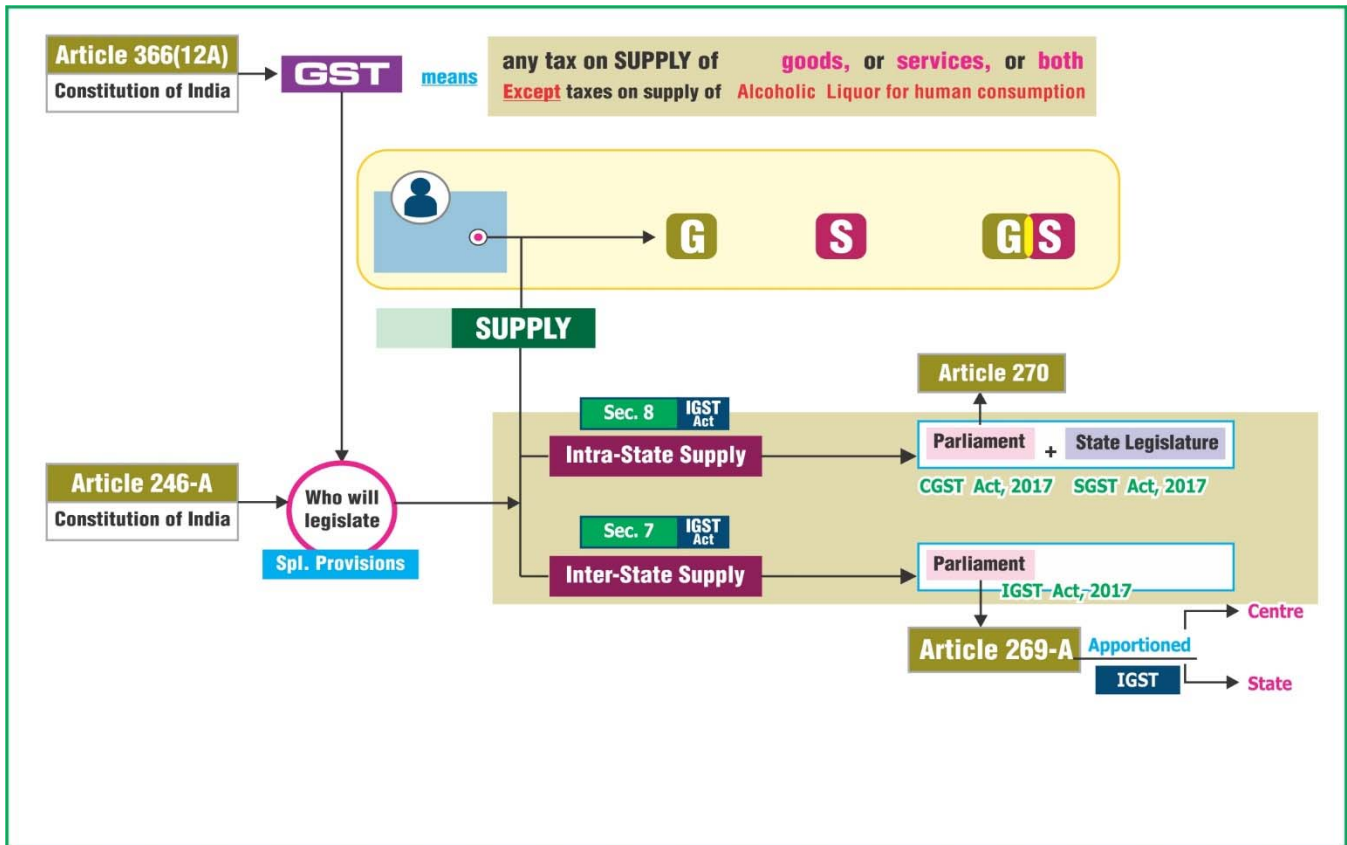 Article 366(12A)
Constitution of India
GST
means
any tax on SUPPLY of goods, or services, or both
Except taxes on supply of Alcoholic Liquor for human consumption
G
S
G S
SUPPLY
Article 270
Sec. 8
IGST
Act
Intra-State Supply
Parliament + State Legislature
CGST Act, 2017 SGST Act, 2017
Article 246-A
Constitution of India
Who will
legislate
Spl. Provisions
Sec. 7
IGST
Act
Inter-State Supply
Parliament
IGST Act, 2017
Article 269-A
Apportioned
IGST
Centre
State